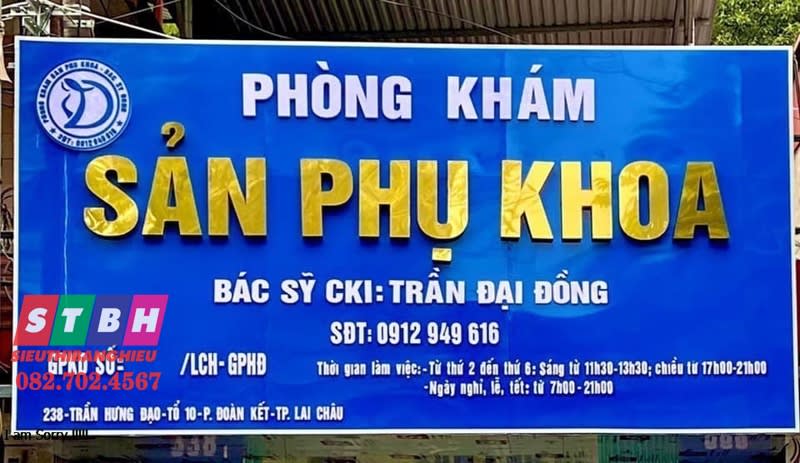 PHÒNG KHÁM
SẢN PHỤ KHOA
BÁC SỸ CKI: TRẦN ĐẠI ĐỒNG
SĐT: 0912 949 616
STBH
SIEUTHIBANGHIEU
082.702.4567
GPHĐ SỐ: /LCH-GPHĐ
Thời gian làm việc:-Từ thứ 2 đến thứ 6: Sáng từ 11h30-13h30; chiều từ 17h00-21h00
-Ngày nghỉ, lễ, tết: từ 7h00-21h00
238-TRẦN HƯNG ĐẠO-TỔ 10-P. ĐOÀN KẾT-TP. LAI CHÂU
I am Sorry !!!!!